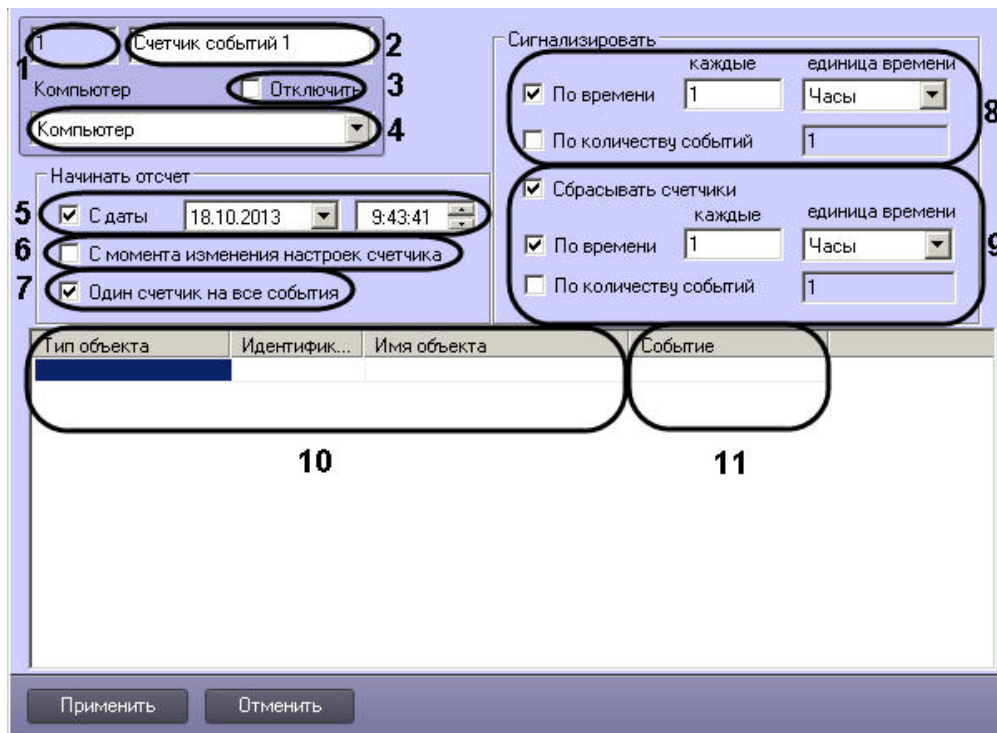 1 Счетчик событий 1 2
1
Компьютер Отключить 3
Компьютер 4
Начинать отсчет
5 С даты 18.10.2013 9:43:41
6 С момента изменения настроек счетчика
7 Один счетчик на все события
Сигнализировать
каждые единица времени
По времени 1 Часы 8
По количеству событий 1
Сбрасывать счетчики
каждые единица времени
По времени 1 Часы 9
По количеству событий 1
Тип объекта Идентифик... Имя объекта Событие
10 11
Применить Отменить